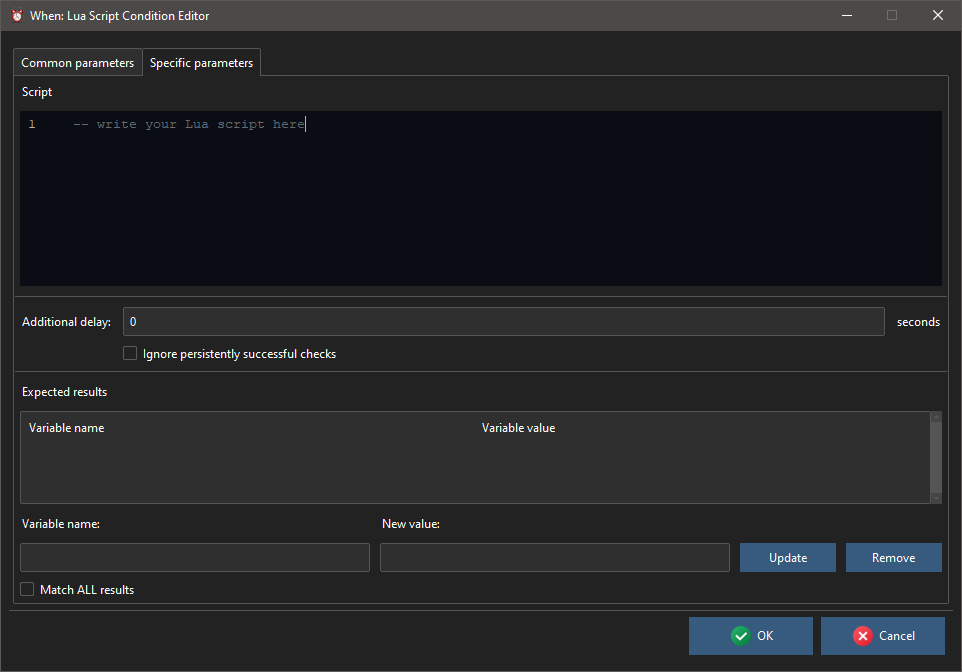 When: Lua Script Condition Editor
Common parameters Specific parameters
Script
1 -- write your Lua script here
Additional delay: 0 seconds
Ignore persistently successful checks
Expected results
Variable name Variable value
Variable name: New value:
Update Remove
Match ALL results
OK Cancel